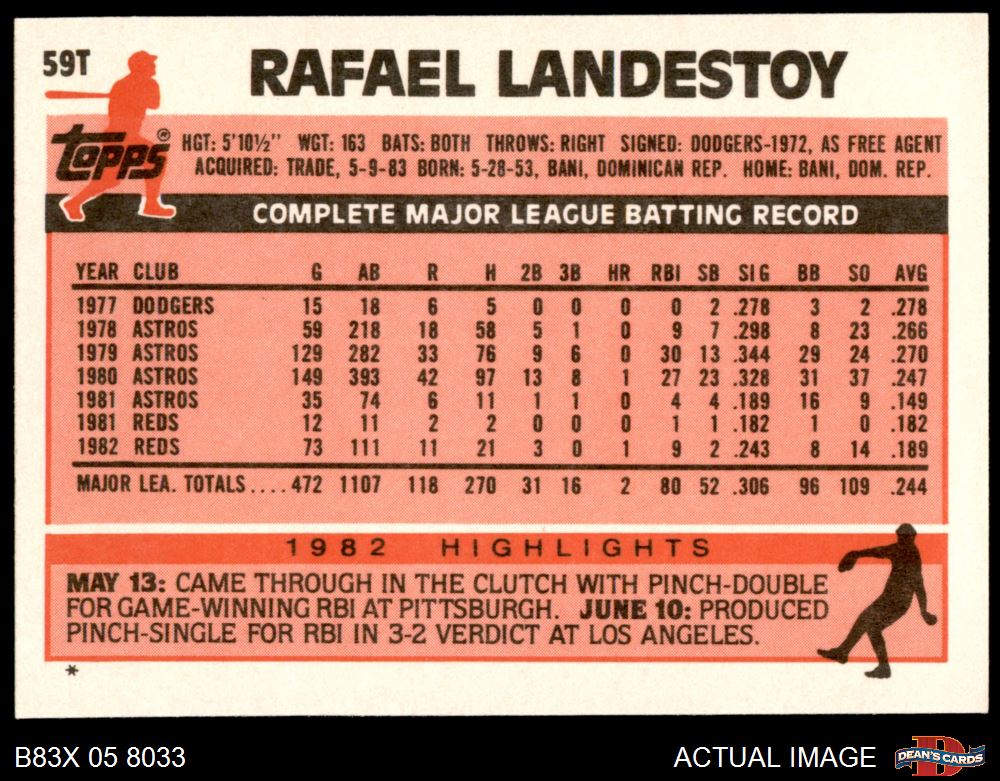 59T
RAFAEL LANDESTOY
topps®
HGT: 5'10½" WGT: 163 BATS: BOTH THROWS: RIGHT SIGNED: DODGERS-1972, AS FREE AGENT
ACQUIRED: TRADE, 5-9-83 BORN: 5-28-53, BANI, DOMINICAN REP. HOME: BANI, DOM. REP.
COMPLETE MAJOR LEAGUE BATTING RECORD
YEAR CLUB G AB R H 2B 3B HR RBI SB SIG BB SO AVG
1977 DODGERS 15 18 6 5 0 0 0 0 2 .278 3 2 .278
1978 ASTROS 59 218 18 58 5 1 0 9 7 .298 8 23 .266
1979 ASTROS 129 282 33 76 9 6 0 30 13 .344 29 24 .270
1980 ASTROS 149 393 42 97 13 8 1 27 23 .328 31 37 .247
1981 ASTROS 35 74 6 11 1 1 0 4 4 .189 16 9 .149
1981 REDS 12 11 2 2 0 0 0 1 1 .182 1 0 .182
1982 REDS 73 111 11 21 3 0 1 9 2 .243 8 14 .189
MAJOR LEA. TOTALS....472 1107 118 270 31 16 2 80 52 .306 96 109 .244
1982 HIGHLIGHTS
MAY 13: CAME THROUGH IN THE CLUTCH WITH PINCH-DOUBLE
FOR GAME-WINNING RBI AT PITTSBURGH. JUNE 10: PRODUCED
PINCH-SINGLE FOR RBI IN 3-2 VERDICT AT LOS ANGELES.
*
B83X 05 8033
ACTUAL IMAGE
D
DEAN'S CARDS